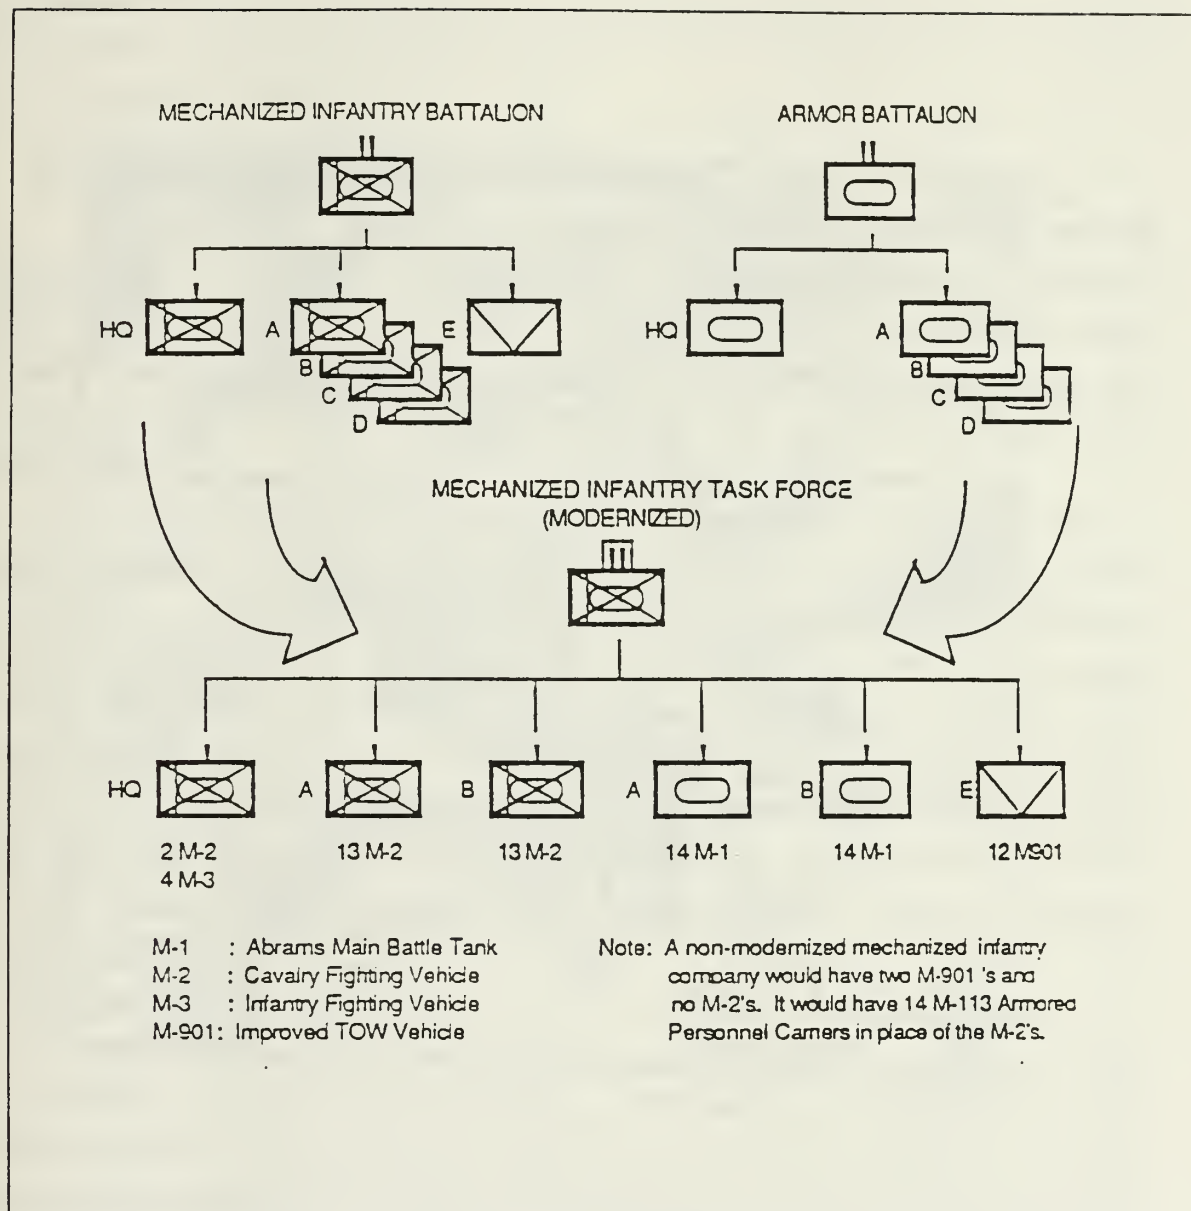 MECHANIZED INFANTRY BATTALION
ARMOR BATTALION
HQ
A
B
C
D
E
HQ
A
B
C
D
MECHANIZED INFANTRY TASK FORCE
(MODERNIZED)
HQ
A
B
A
B
E
2 M-2
4 M-3
13 M-2
13 M-2
14 M-1
14 M-1
12 M901
M-1 : Abrams Main Battle Tank
M-2 : Cavalry Fighting Vehicle
M-3 : Infantry Fighting Vehicle
M-901: Improved TOW Vehicle
Note: A non-modernized mechanized infantry
company would have two M-901 's and
no M-2's. It would have 14 M-113 Armored
Personnel Carriers in place of the M-2's.